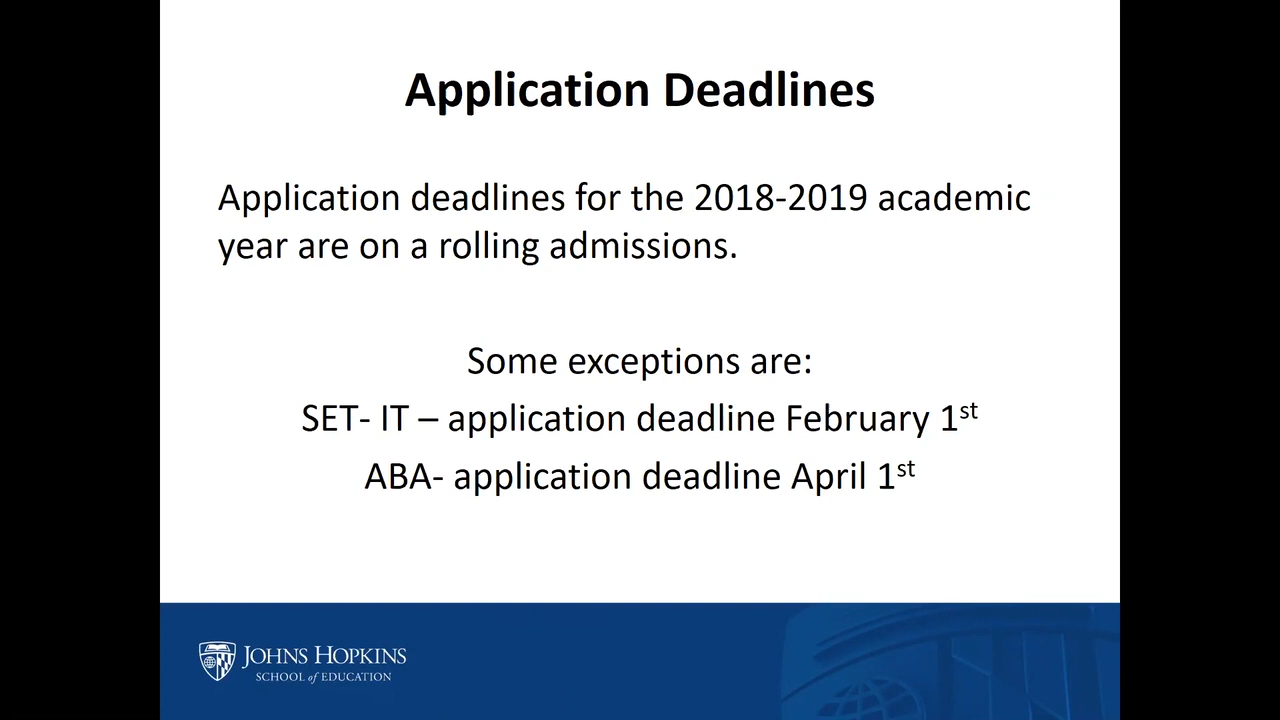 Application Deadlines
Application deadlines for the 2018-2019 academic
year are on a rolling admissions.
Some exceptions are:
SET- IT – application deadline February 1st
ABA- application deadline April 1st
JOHNS HOPKINS
SCHOOL of EDUCATION